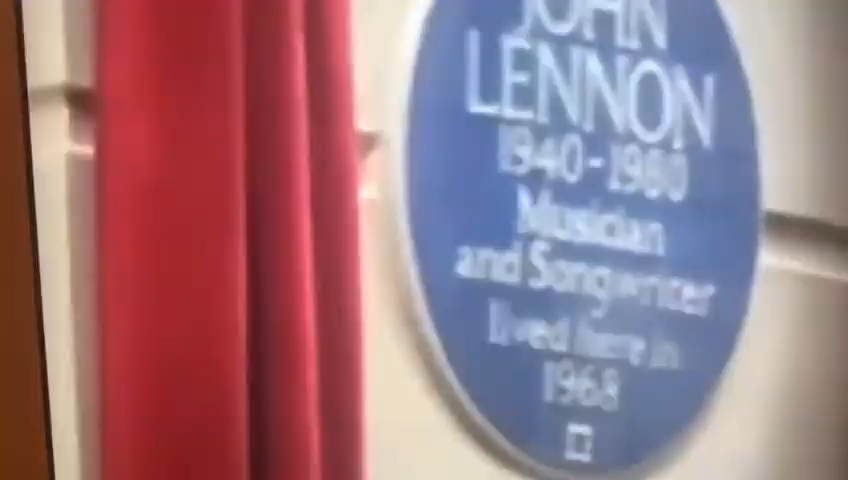 JOHN
LENNON
1940-1980
Musician
and Songwriter
lived here in
1968